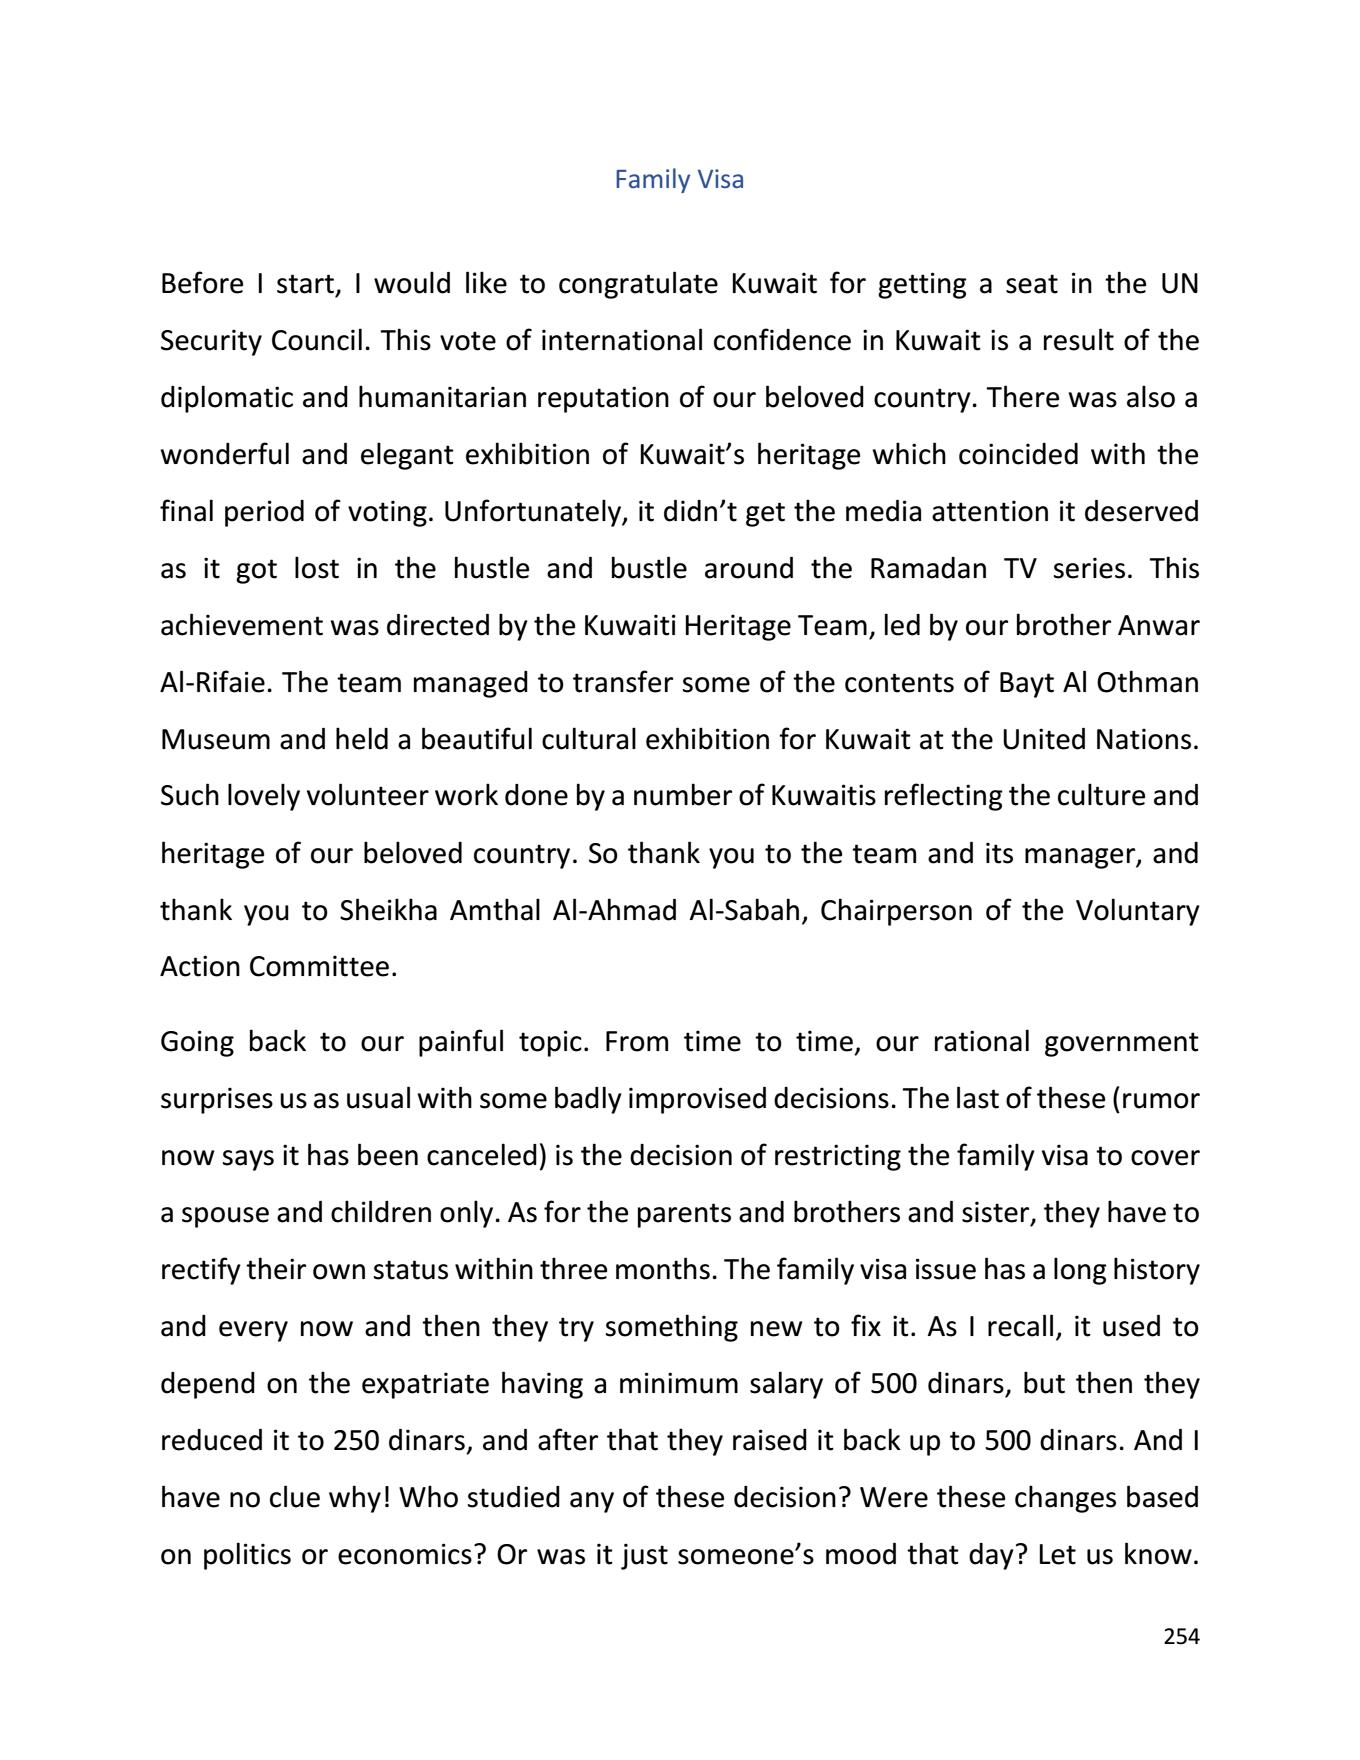 Family Visa
Before I start, I would like to congratulate Kuwait for getting a seat in the UN
Security Council. This vote of international confidence in Kuwait is a result of the
diplomatic and humanitarian reputation of our beloved country. There was also a
wonderful and elegant exhibition of Kuwait’s heritage which coincided with the
final period of voting. Unfortunately, it didn’t get the media attention it deserved
as it got lost in the hustle and bustle around the Ramadan TV series. This
achievement was directed by the Kuwaiti Heritage Team, led by our brother Anwar
Al-Rifaie. The team managed to transfer some of the contents of Bayt Al Othman
Museum and held a beautiful cultural exhibition for Kuwait at the United Nations.
Such lovely volunteer work done by a number of Kuwaitis reflecting the culture and
heritage of our beloved country. So thank you to the team and its manager, and
thank you to Sheikha Amthal Al-Ahmad Al-Sabah, Chairperson of the Voluntary
Action Committee.
Going back to our painful topic. From time to time, our rational government
surprises us as usual with some badly improvised decisions. The last of these (rumor
now says it has been canceled) is the decision of restricting the family visa to cover
a spouse and children only. As for the parents and brothers and sister, they have to
rectify their own status within three months. The family visa issue has a long history
and every now and then they try something new to fix it. As I recall, it used to
depend on the expatriate having a minimum salary of 500 dinars, but then they
reduced it to 250 dinars, and after that they raised it back up to 500 dinars. And I
have no clue why! Who studied any of these decision? Were these changes based
on politics or economics? Or was it just someone’s mood that day? Let us know.
254